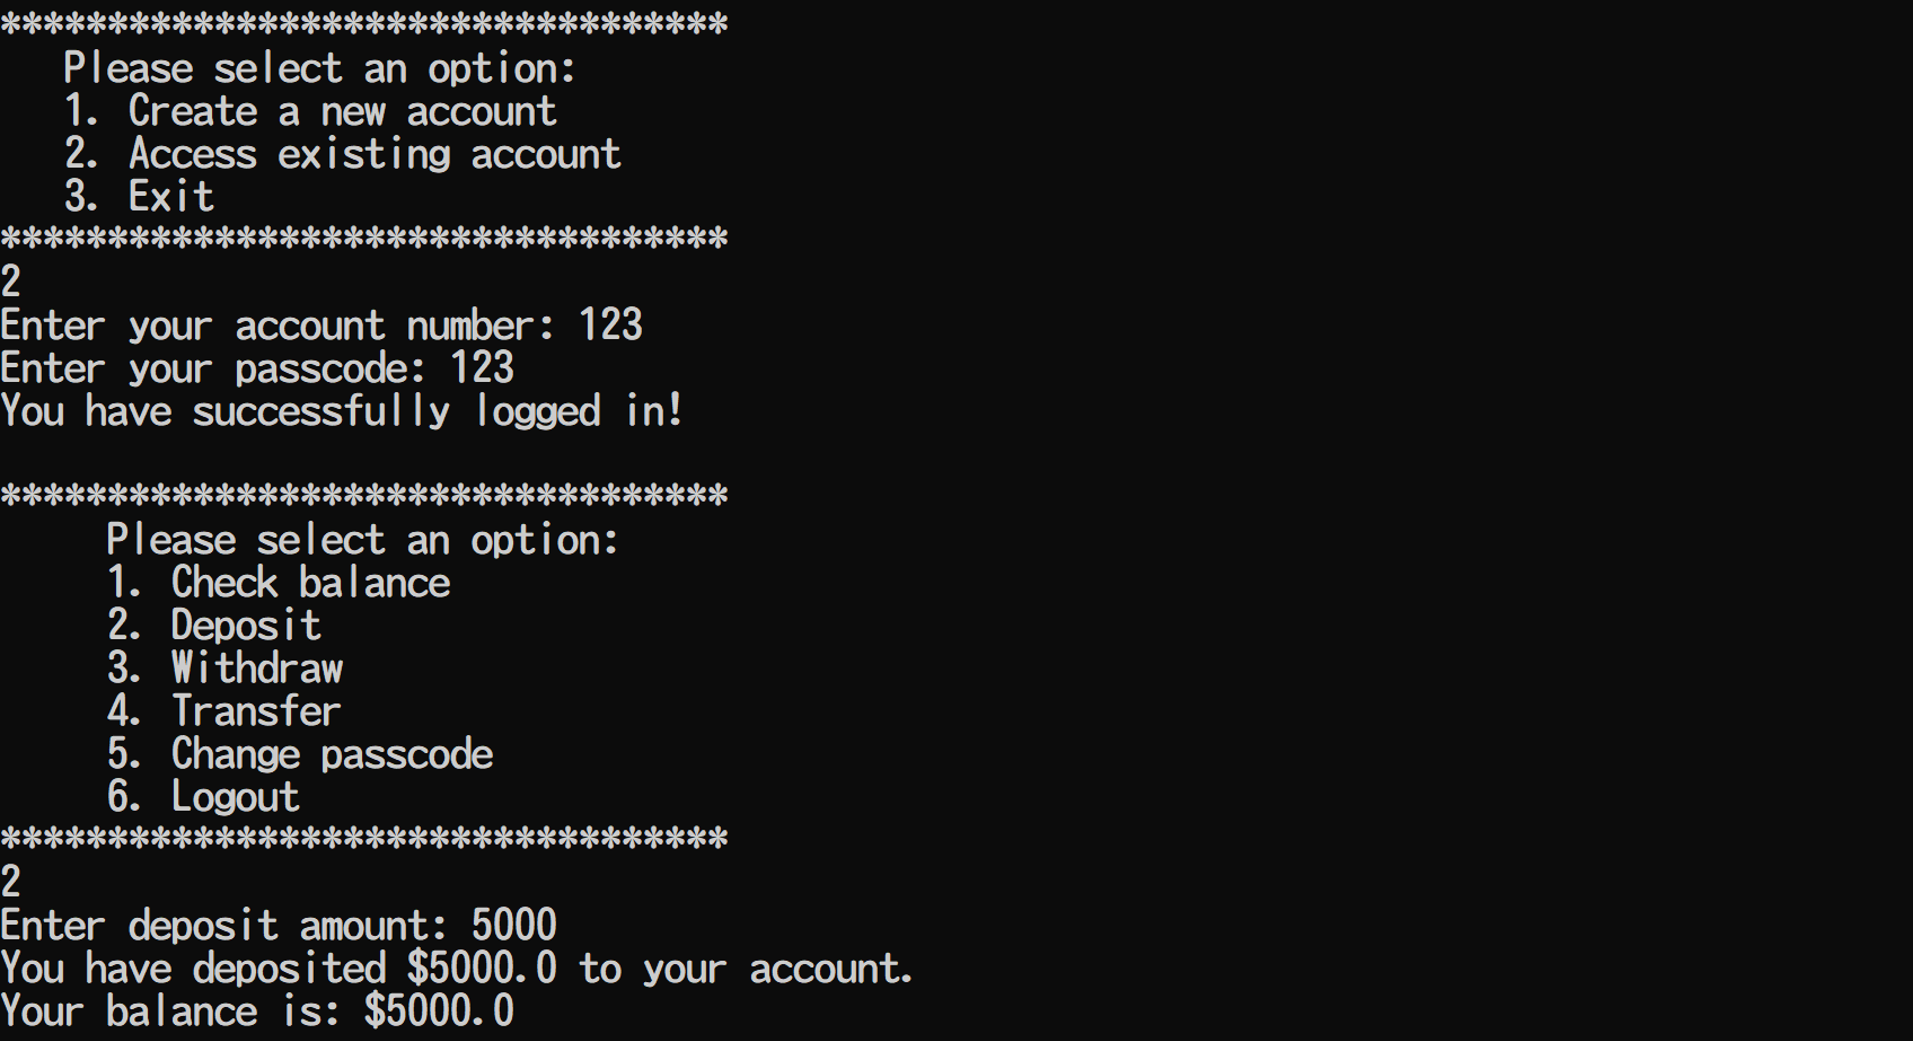 **********************************
Please select an option:
1. Create a new account
2. Access existing account
3. Exit
**********************************
2
Enter your account number: 123
Enter your passcode: 123
You have successfully logged in!
**********************************
Please select an option:
1. Check balance
2. Deposit
3. Withdraw
4. Transfer
5. Change passcode
6. Logout
**********************************
2
Enter deposit amount: 5000
You have deposited $5000.0 to your account.
Your balance is: $5000.0